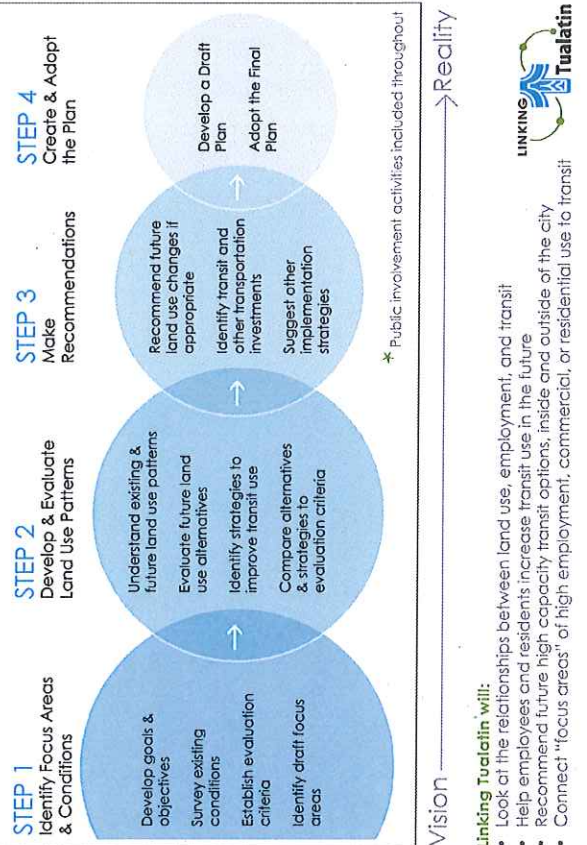 STEP 1
Identify Focus Areas
& Conditions
Develop goals &
objectives
Survey existing
conditions
Establish evaluation
criteria
Identify draft focus
areas
STEP 2
Develop & Evaluate
Land Use Patterns
Understand existing &
future land use patterns
Evaluate future land
use alternatives
Identify strategies to
improve transit use
Compare alternatives
& strategies to
evaluation criteria
STEP 3
Make
Recommendations
Recommend future
land use changes if
appropriate
Identify transit and
other transportation
investments
Suggest other
implementation
strategies
STEP 4
Create & Adopt
the Plan
Develop a Draft
Plan
Adopt the Final
Plan
* Public involvement activities included throughout
Vision → Reality
Linking Tualatin will:
• Look at the relationships between land use, employment, and transit
• Help employees and residents increase transit use in the future
• Recommend future high capacity transit options, inside and outside of the city
• Connect "focus areas" of high employment, commercial, or residential use to transit
LINKING
Tualatin